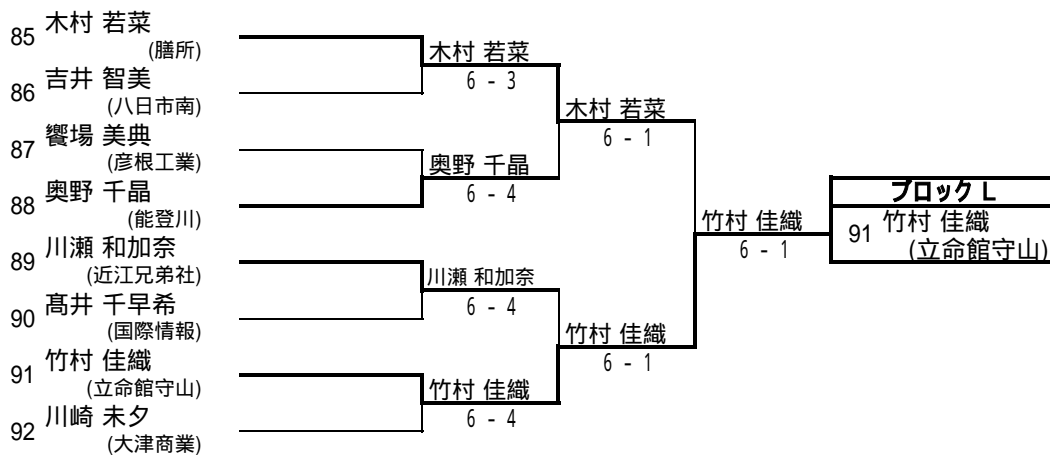 85 木村 若菜
(膳所)
86 吉井 智美
(八日市南)
87 饗場 美典
(彦根工業)
88 奥野 千晶
(能登川)
89 川瀬 和加奈
(近江兄弟社)
90 髙井 千早希
(国際情報)
91 竹村 佳織
(立命館守山)
92 川崎 未夕
(大津商業)
木村 若菜
6 - 3
奥野 千晶
6 - 4
川瀬 和加奈
6 - 4
竹村 佳織
6 - 4
木村 若菜
6 - 1
竹村 佳織
6 - 1
竹村 佳織
6 - 1
ブロック L
91 竹村 佳織
(立命館守山)